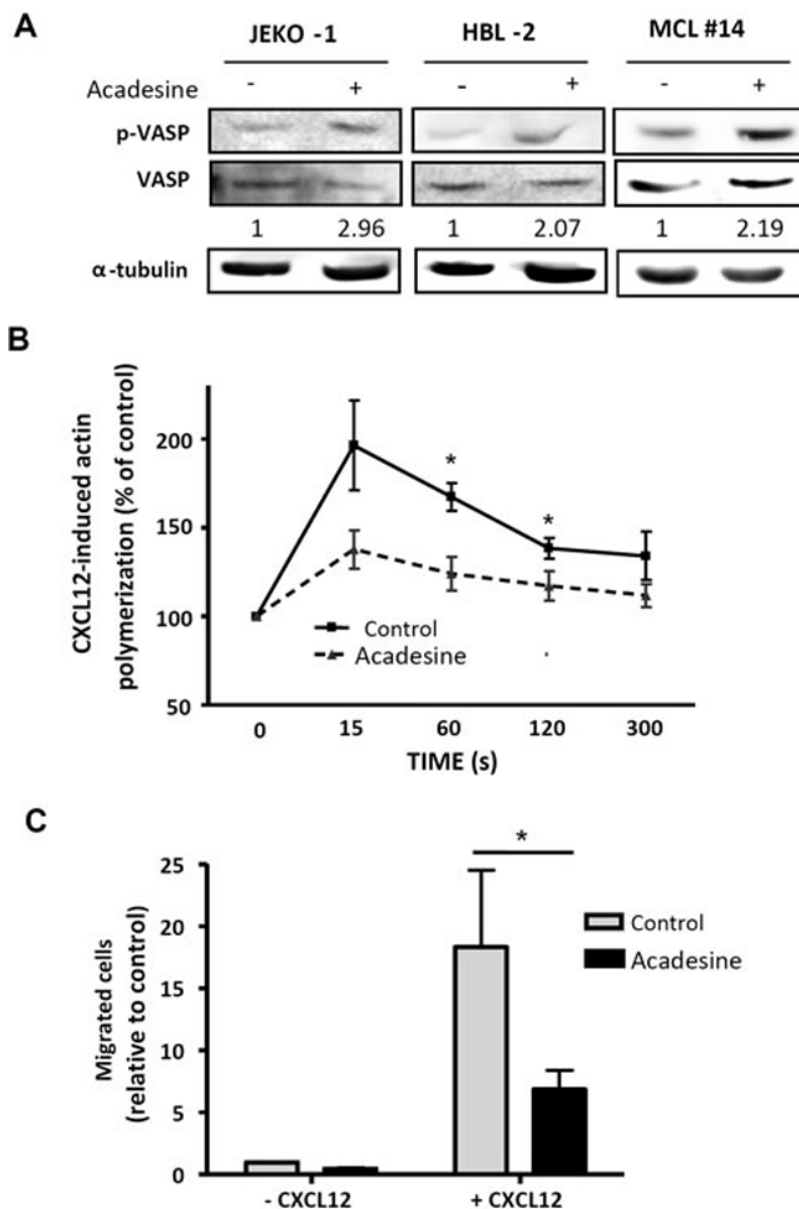 A
JEKO -1 HBL -2 MCL #14
Acadesine - + - + - +
p-VASP
VASP
1 2.96 1 2.07 1 2.19
α-tubulin
B
CXCL12-induced actin
polymerization (% of control)
200
150
100
50
* *
Control
Acadesine
0 15 60 120 300
TIME (s)
C
Migrated cells
(relative to control)
25
20
15
10
5
0
*
Control
Acadesine
- CXCL12 + CXCL12